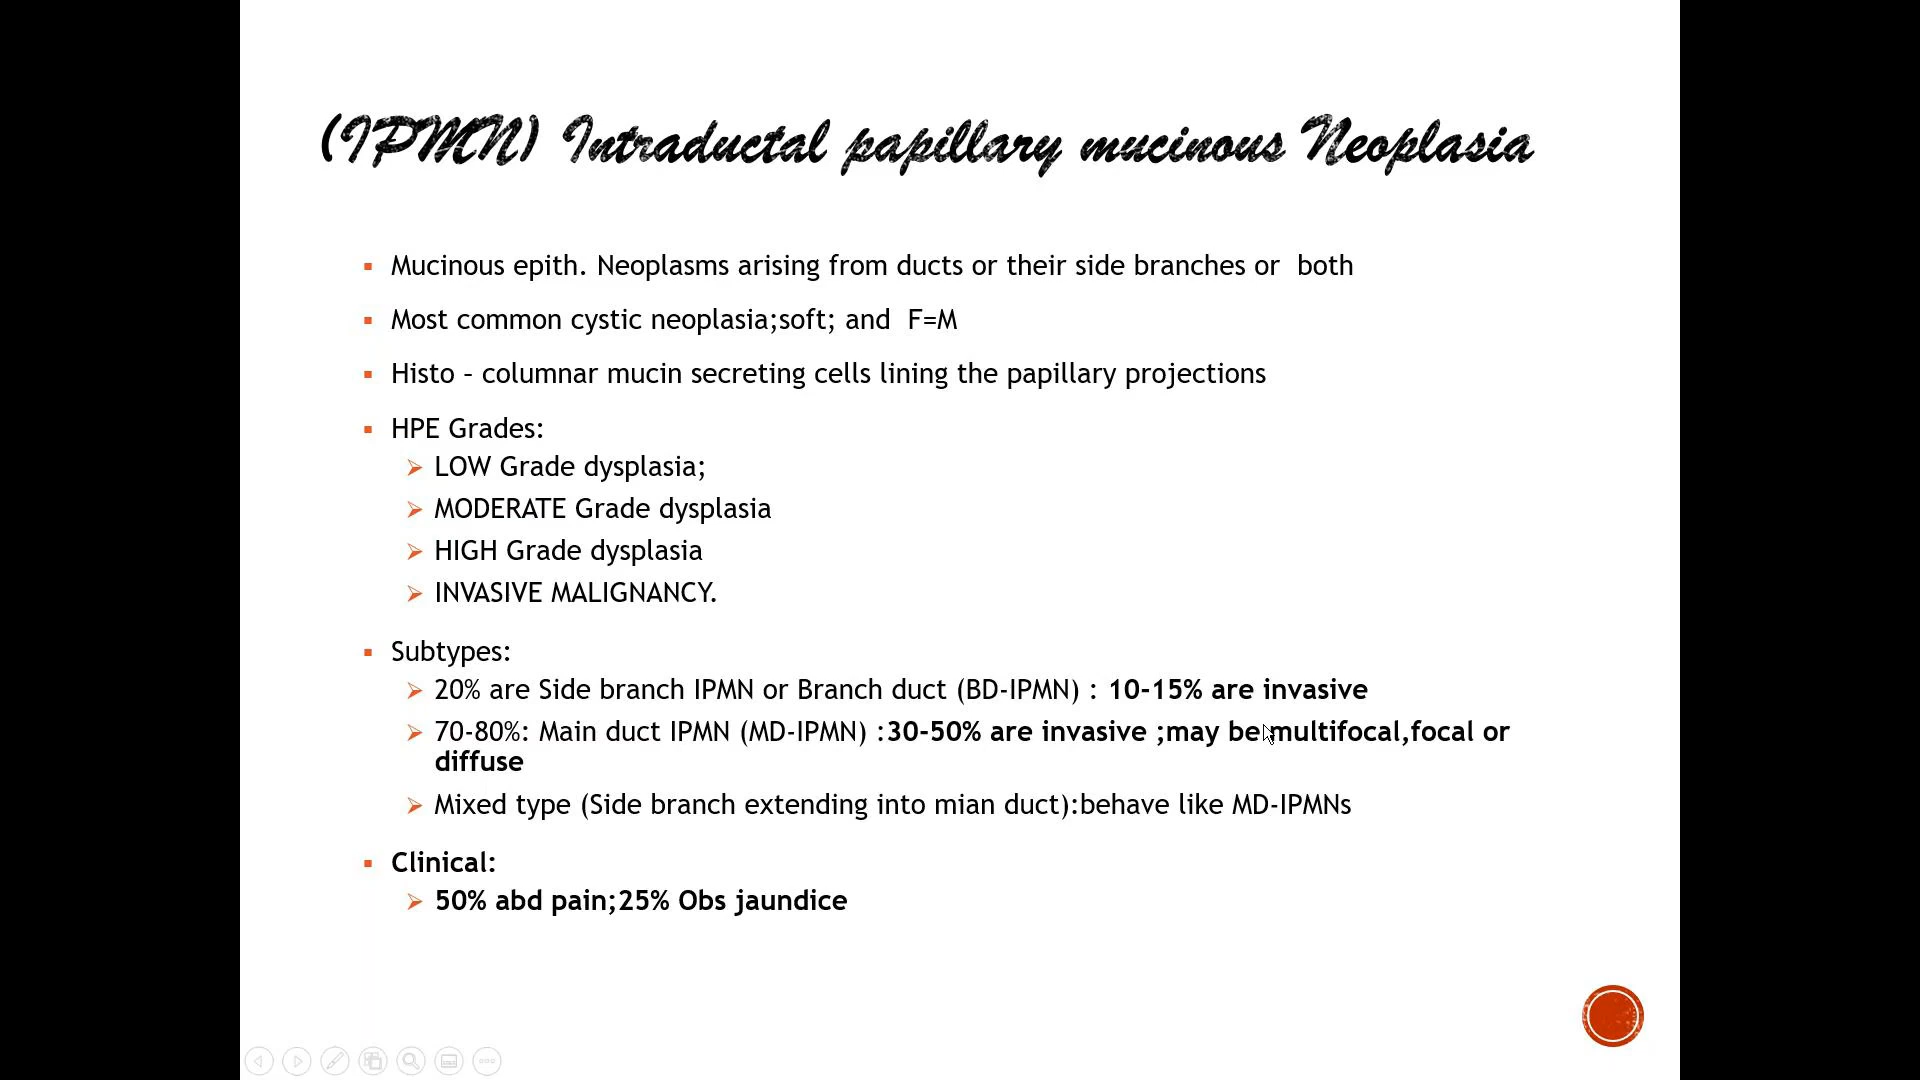 (IPMN) Intraductal papillary mucinous Neoplasia
Mucinous epith. Neoplasms arising from ducts or their side branches or both
Most common cystic neoplasia;soft; and F=M
Histo – columnar mucin secreting cells lining the papillary projections
HPE Grades:
LOW Grade dysplasia;
MODERATE Grade dysplasia
HIGH Grade dysplasia
INVASIVE MALIGNANCY.
Subtypes:
20% are Side branch IPMN or Branch duct (BD-IPMN) : 10-15% are invasive
70-80%: Main duct IPMN (MD-IPMN) :30-50% are invasive ;may be multifocal,focal or
diffuse
Mixed type (Side branch extending into mian duct):behave like MD-IPMNs
Clinical:
50% abd pain;25% Obs jaundice